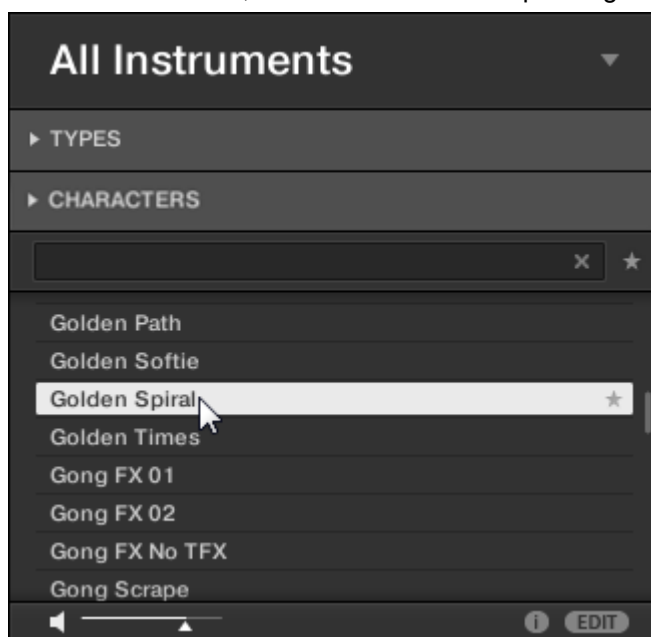 All Instruments
TYPES
CHARACTERS
Golden Path
Golden Softie
Golden Spiral
Golden Times
Gong FX 01
Gong FX 02
Gong FX No TFX
Gong Scrape
i EDIT